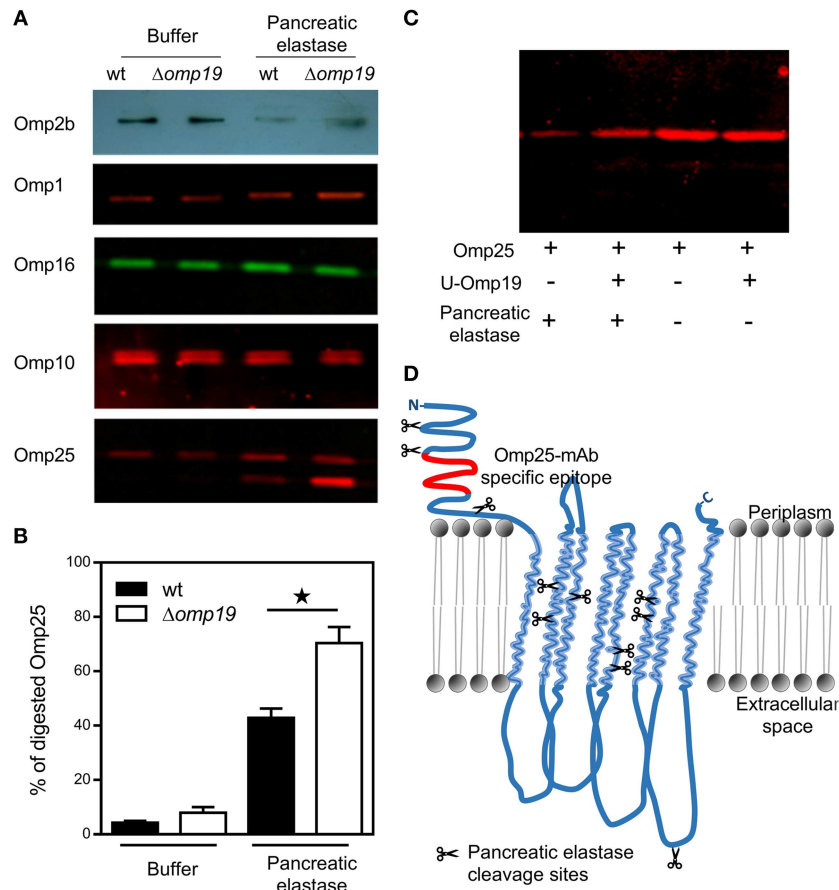 A
Buffer
Pancreatic
elastase
wt Δomp19 wt Δomp19
Omp2b
Omp1
Omp16
Omp10
Omp25
B
% of digested Omp25
100
80
60
40
20
0
wt
Δomp19
★
Buffer
Pancreatic
elastase
C
Omp25 + + + +
U-Omp19 - + - +
Pancreatic
elastase + + - -
D
N-
Omp25-mAb
specific epitope
-C
Periplasm
Extracellular
space
Pancreatic elastase
cleavage sites